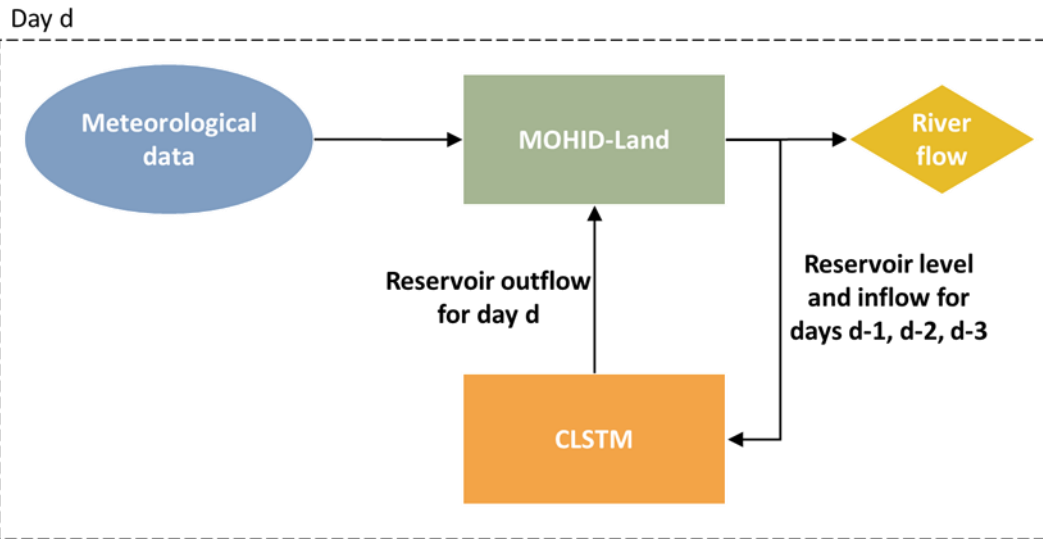 Day d
Meteorological
data
MOHID-Land
River
flow
Reservoir outflow
for day d
Reservoir level
and inflow for
days d-1, d-2, d-3
CLSTM